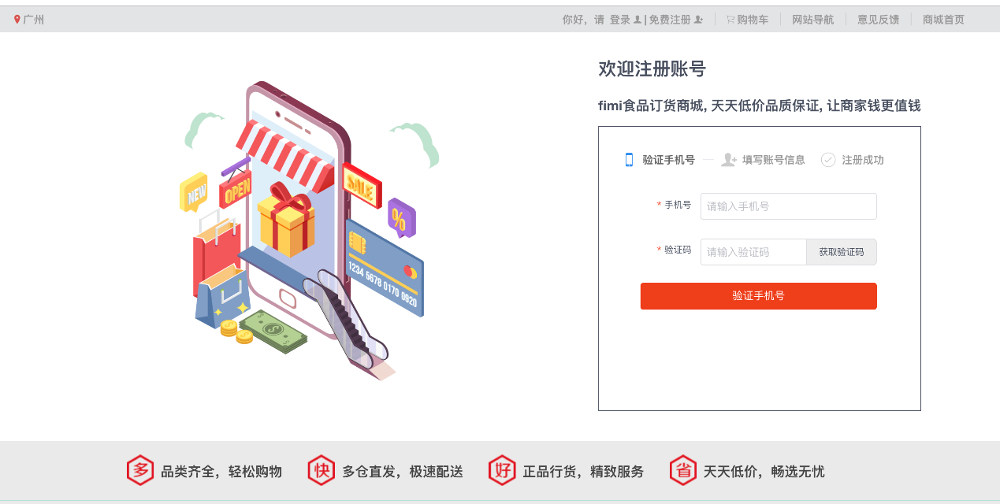 广州
你好，请 登录 | 免费注册 购物车 网站导航 意见反馈 商城首页
欢迎注册账号
fimi食品订货商城, 天天低价品质保证, 让商家钱更值钱
验证手机号 填写账号信息 注册成功
* 手机号 请输入手机号
* 验证码 请输入验证码 获取验证码
验证手机号
NEW
OPEN
SALE
%
1234 5678 0170 0920
多 品类齐全，轻松购物 快 多仓直发，极速配送 好 正品行货，精致服务 省 天天低价，畅选无忧